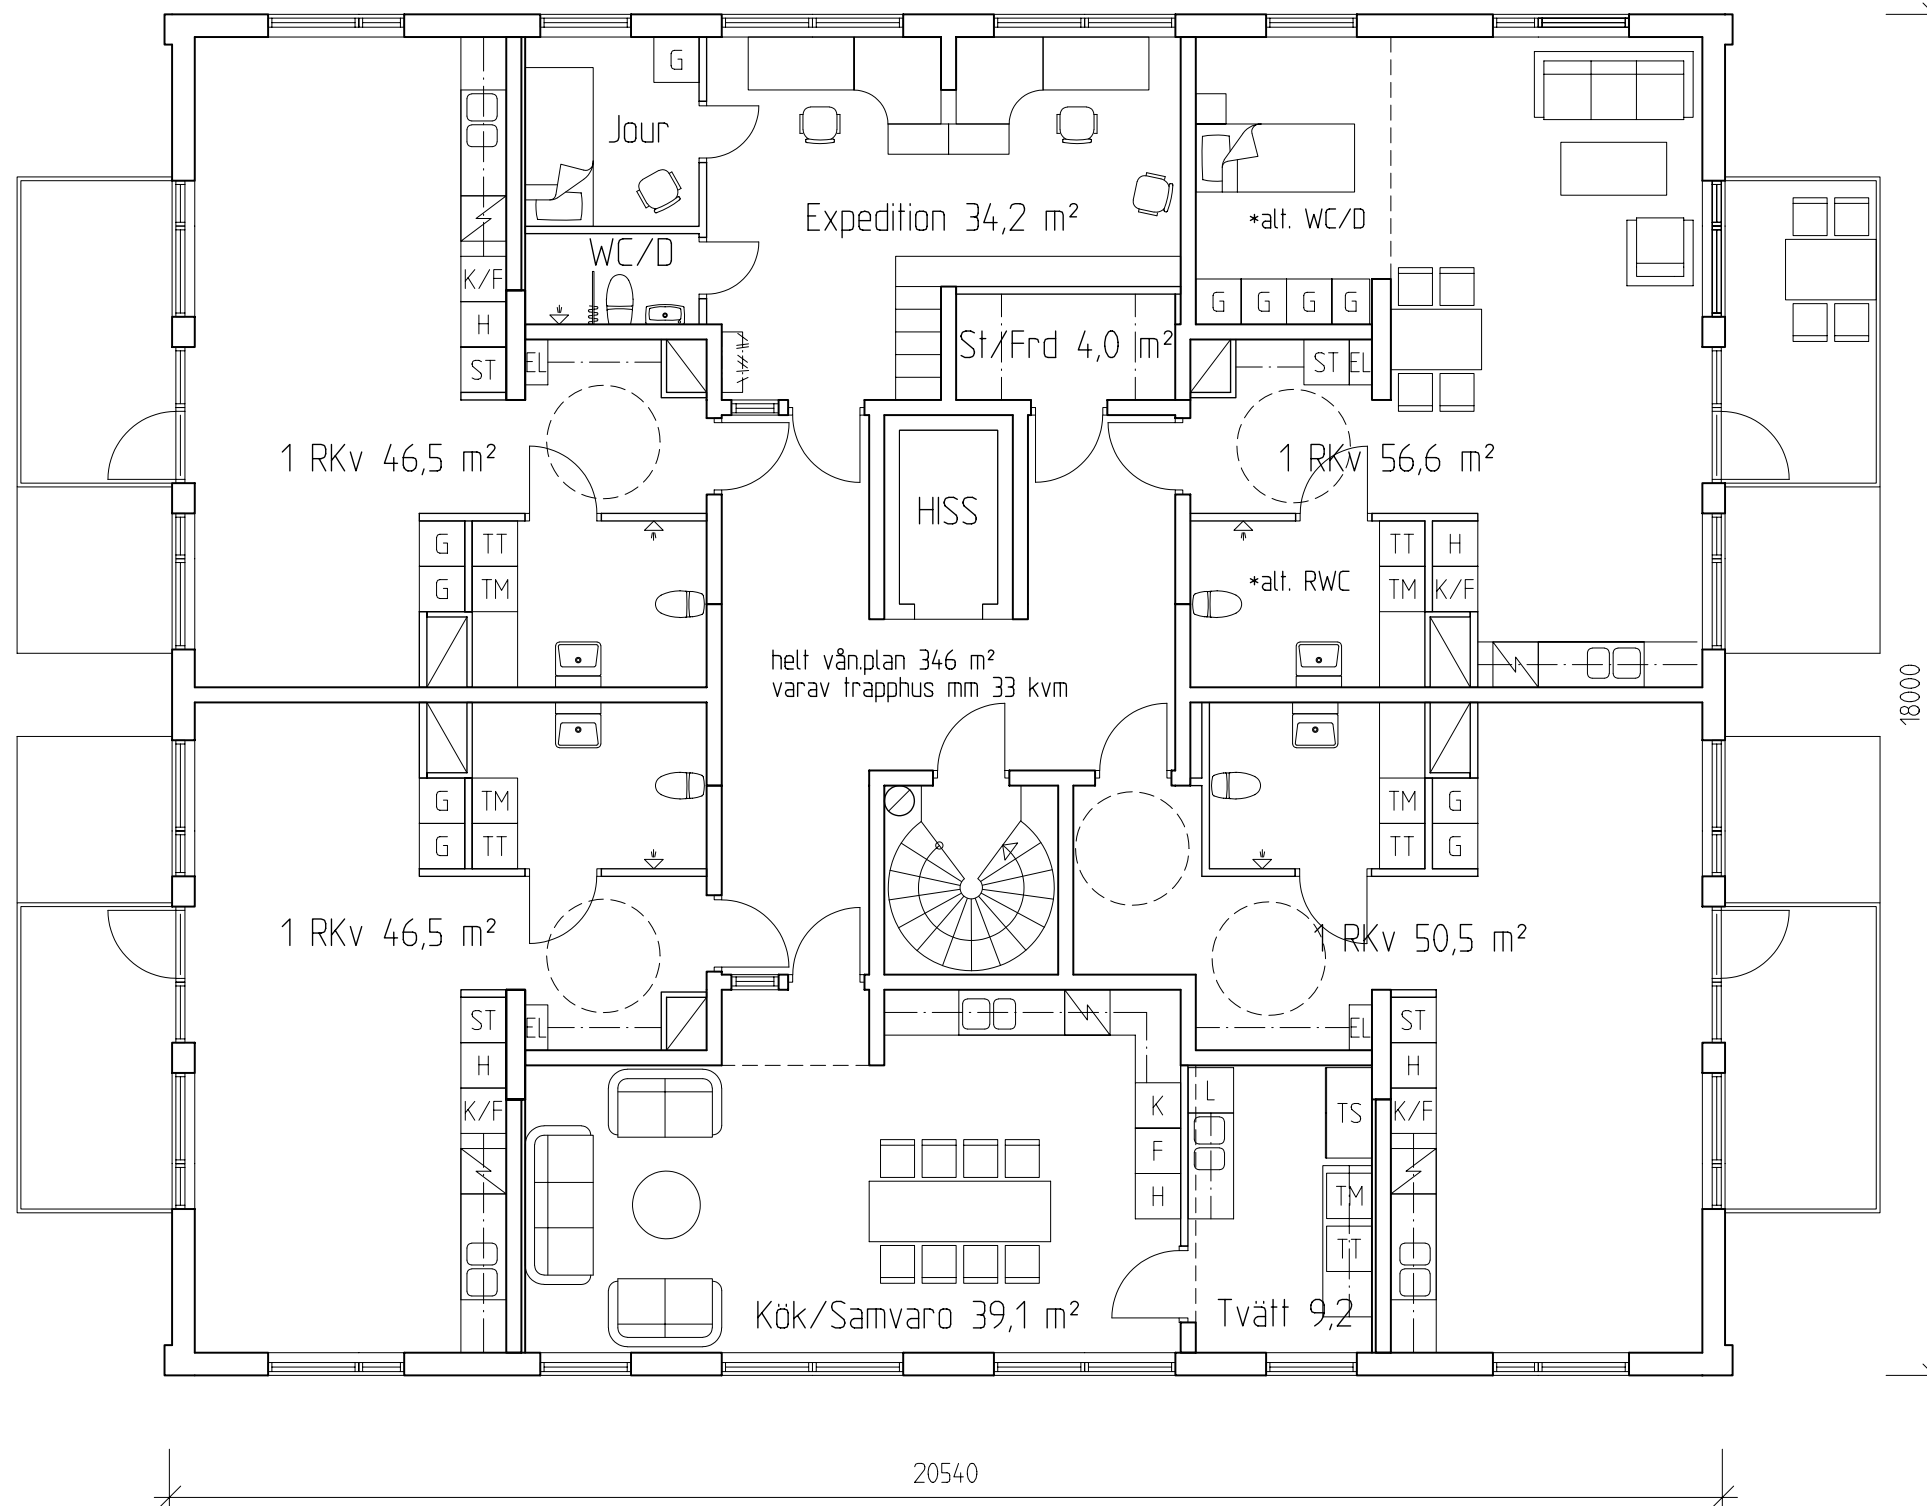 G
Jour
Expedition 34,2 m²
*alt. WC/D
WC/D
K/F
G G G G
H
St/Frd 4,0 m²
ST
EL
ST EL
1 RKv 46,5 m²
1 RKv 56,6 m²
HISS
G TT
TT H
G TM
*alt. RWC
TM K/F
helt vån.plan 346 m²
varav trapphus mm 33 kvm
18000
G TM
TM G
G TT
TT G
1 RKv 46,5 m²
1 RKv 50,5 m²
ST
EL
EL
ST
H
H
K/F
K
L
TS
K/F
F
H
TM
TT
Kök/Samvaro 39,1 m²
Tvätt 9,2
20540